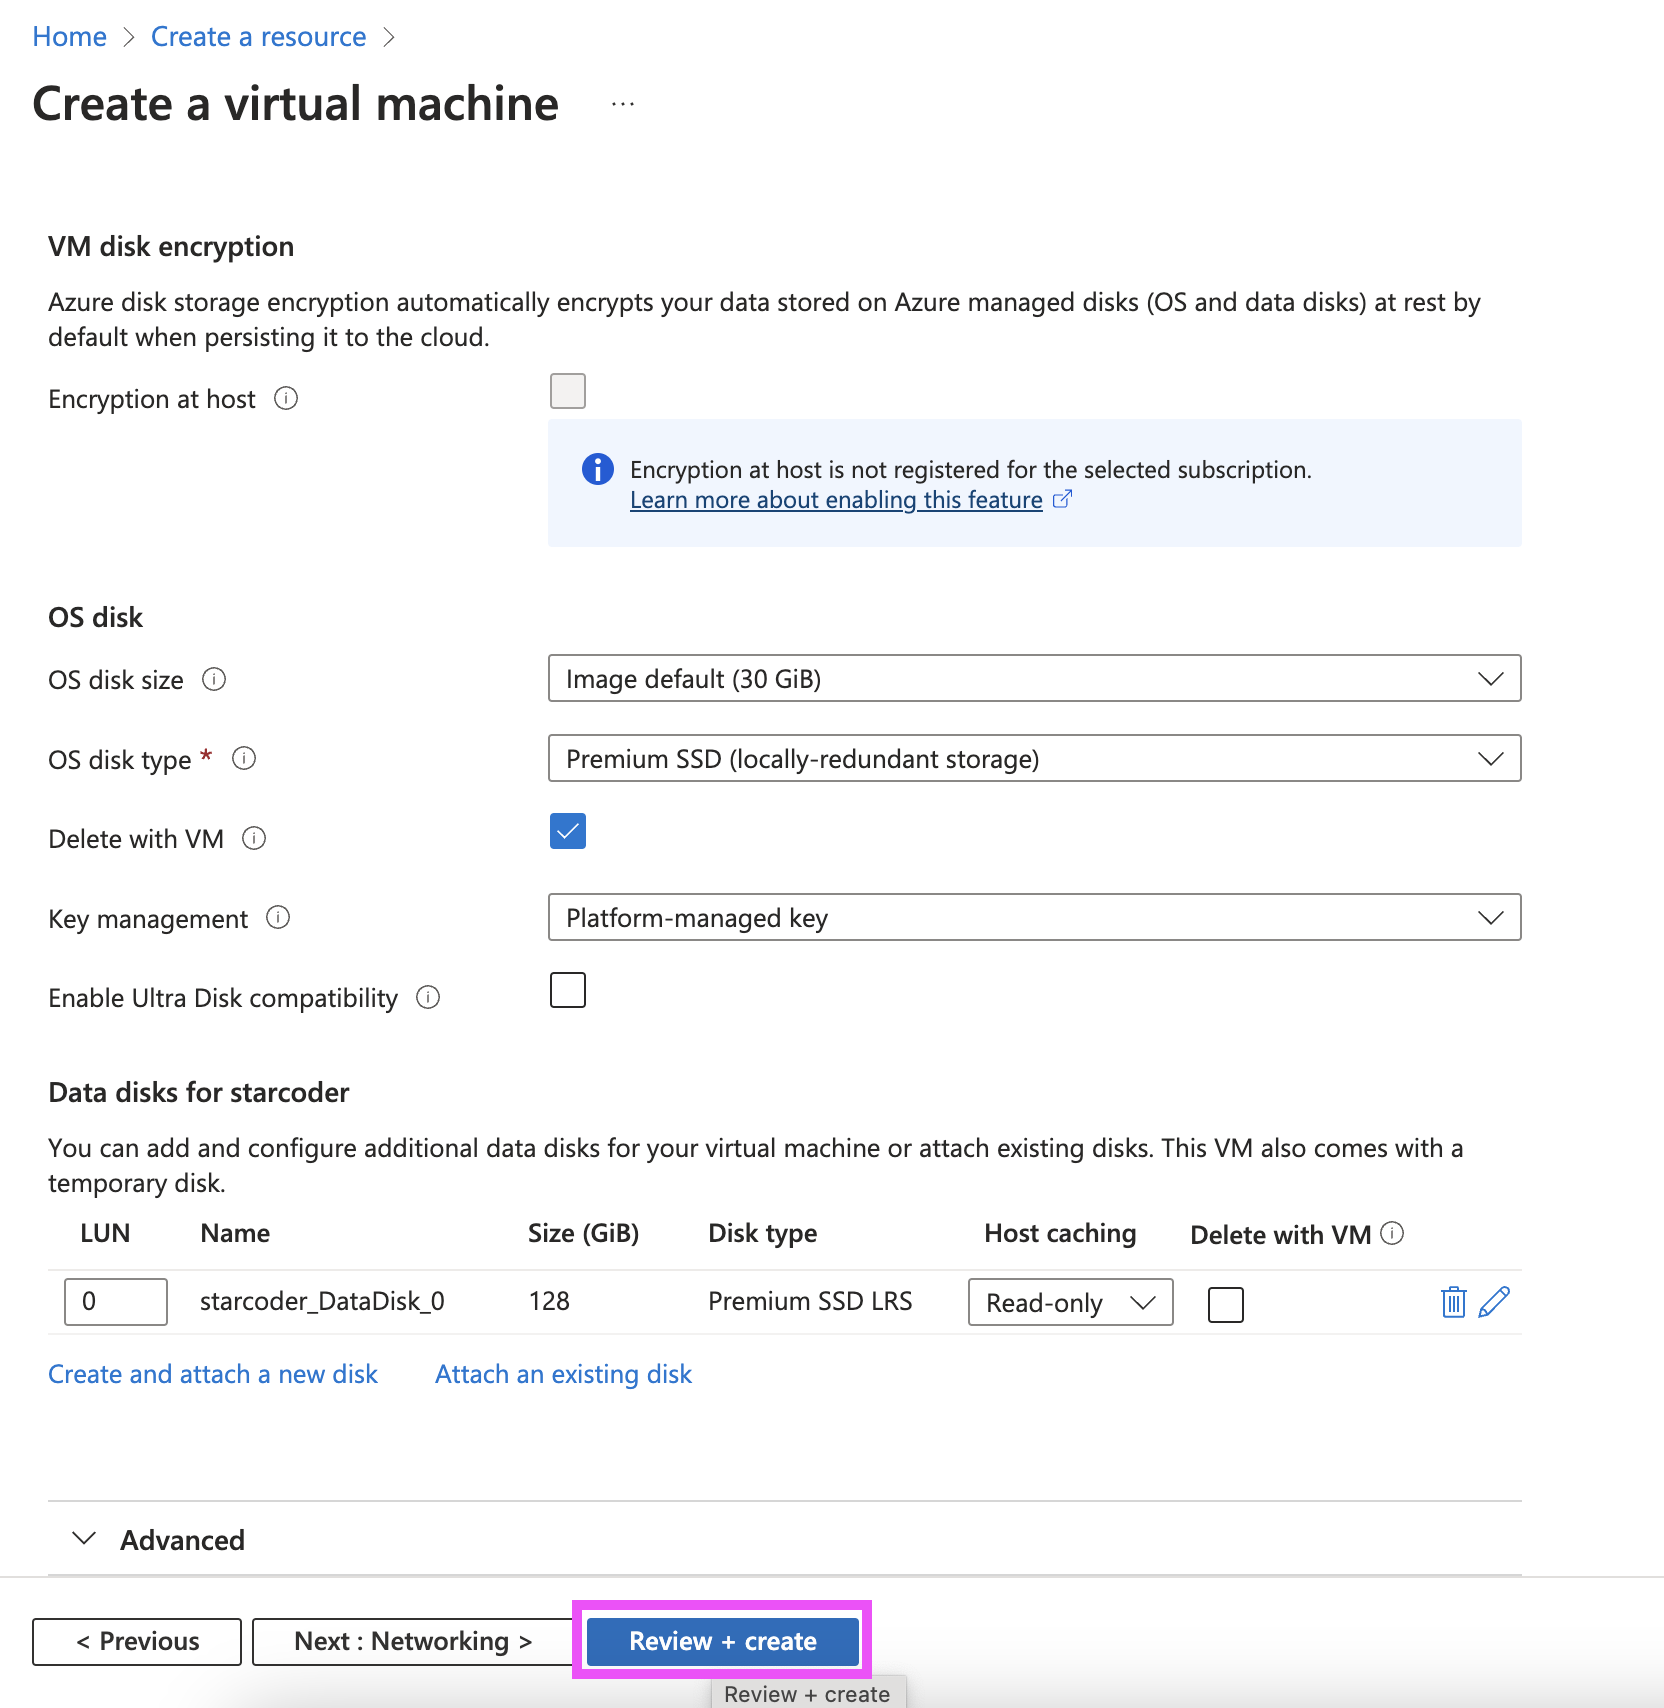 Home > Create a resource >
Create a virtual machine ...
VM disk encryption
Azure disk storage encryption automatically encrypts your data stored on Azure managed disks (OS and data disks) at rest by
default when persisting it to the cloud.
Encryption at host
Encryption at host is not registered for the selected subscription.
Learn more about enabling this feature
OS disk
OS disk size Image default (30 GiB)
OS disk type * Premium SSD (locally-redundant storage)
Delete with VM
Key management Platform-managed key
Enable Ultra Disk compatibility
Data disks for starcoder
You can add and configure additional data disks for your virtual machine or attach existing disks. This VM also comes with a
temporary disk.
LUN Name Size (GiB) Disk type Host caching Delete with VM
0 starcoder_DataDisk_0 128 Premium SSD LRS Read-only
Create and attach a new disk Attach an existing disk
Advanced
< Previous Next : Networking > Review + create
Review + create